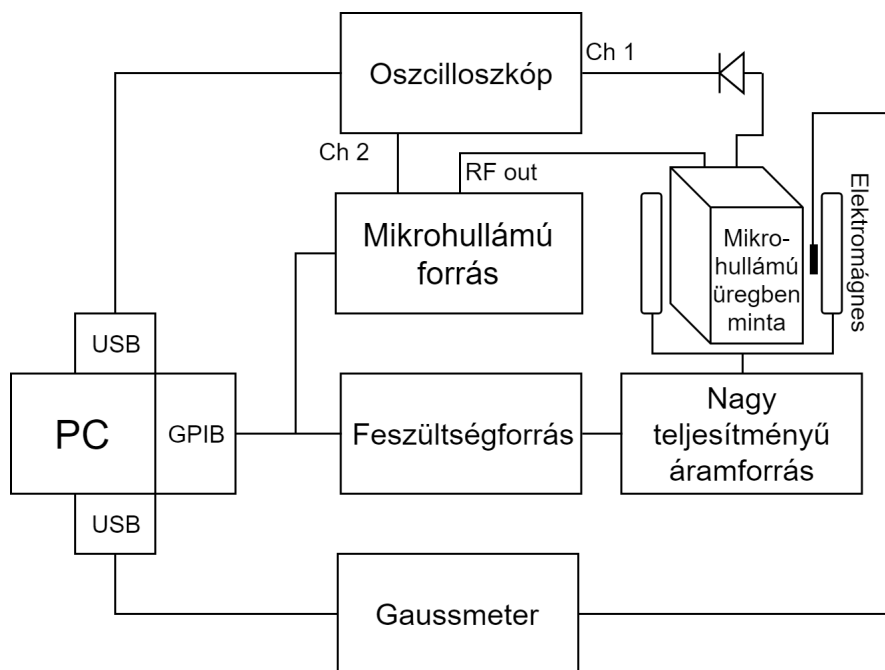 Oszcilloszkóp
Ch 1
Ch 2
RF out
Mikrohullámú
forrás
Mikro-
hullámú
üregben
minta
Elektromágnes
USB
PC
GPIB
Feszültségforrás
Nagy
teljesítményű
áramforrás
USB
Gaussmeter